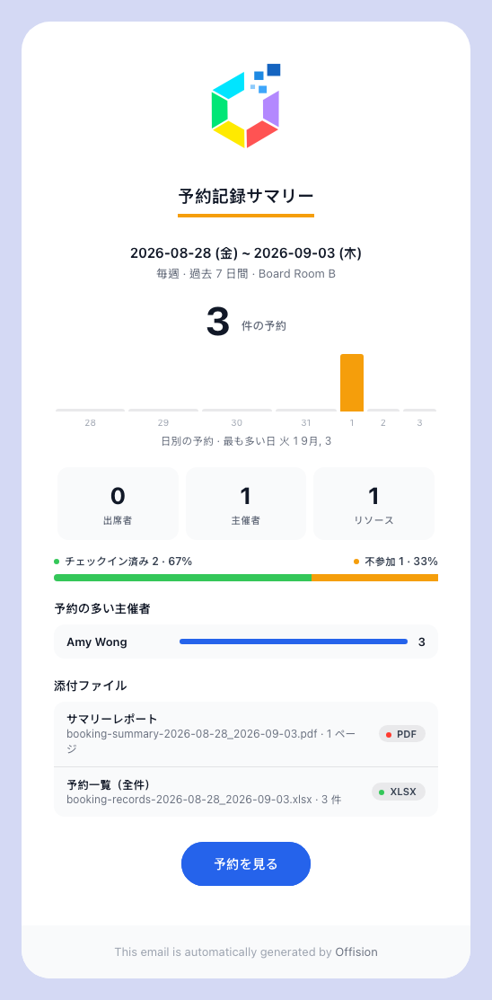 予約記録サマリー
2026-08-28 (金) ~ 2026-09-03 (木)
毎週 · 過去 7 日間 · Board Room B
3 件の予約
28 29 30 31 1 2 3
日別の予約 · 最も多い日 火 1 9月, 3
0 1 1
出席者 主催者 リソース
チェックイン済み 2 · 67% 不参加 1 · 33%
予約の多い主催者
Amy Wong 3
添付ファイル
サマリーレポート
booking-summary-2026-08-28_2026-09-03.pdf · 1 ペー
ジ
PDF
予約一覧（全件）
booking-records-2026-08-28_2026-09-03.xlsx · 3 件
XLSX
予約を見る
This email is automatically generated by Offision